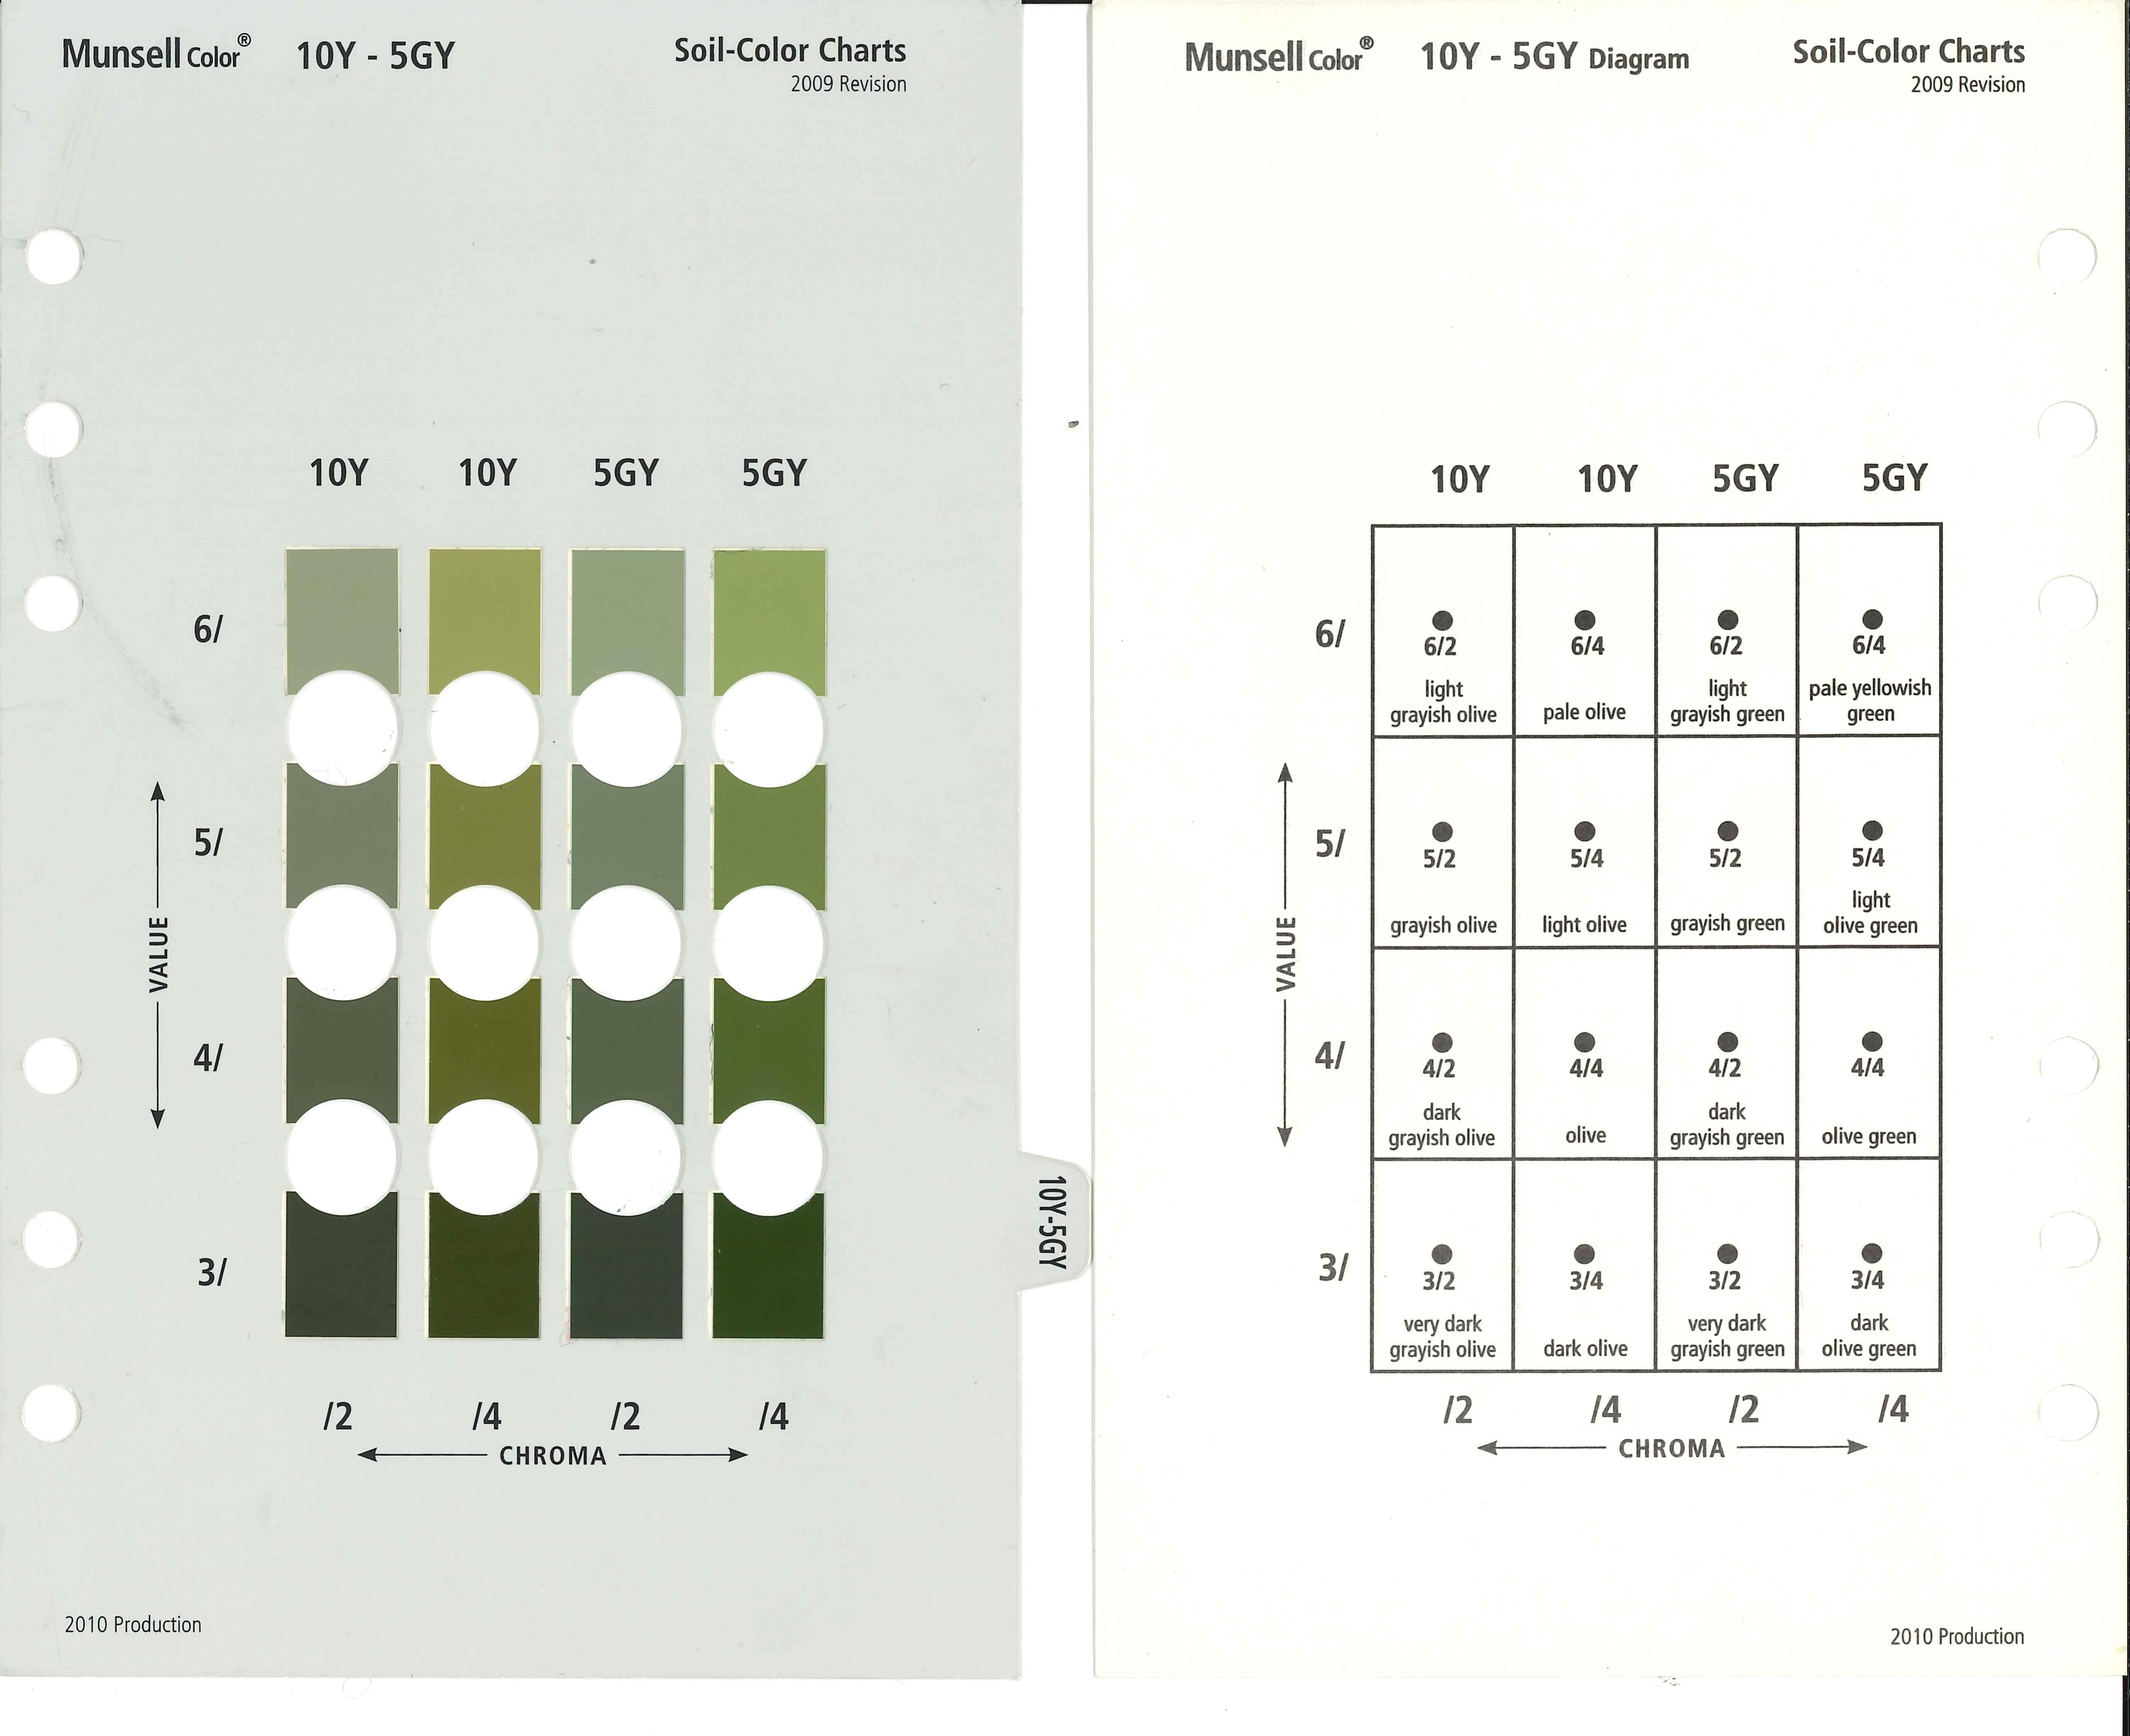 Munsell Color® 10Y - 5GY Soil-Color Charts
2009 Revision
10Y 10Y 5GY 5GY
6/
5/
4/
3/
VALUE
/2 /4 /2 /4
CHROMA
10Y-5GY
2010 Production
Munsell Color® 10Y - 5GY Diagram Soil-Color Charts
2009 Revision
10Y 10Y 5GY 5GY
6/ 6/2 6/4 6/2 6/4
light light pale yellowish
grayish olive pale olive grayish green green
5/ 5/2 5/4 5/2 5/4
light
grayish olive light olive grayish green olive green
4/ 4/2 4/4 4/2 4/4
dark dark
grayish olive olive grayish green olive green
3/ 3/2 3/4 3/2 3/4
very dark very dark dark
grayish olive dark olive grayish green olive green
VALUE
/2 /4 /2 /4
CHROMA
2010 Production